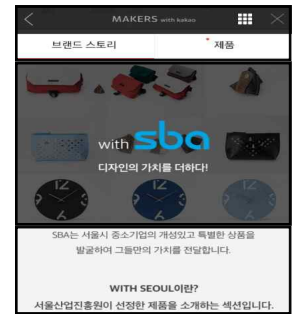 MAKERS with kakao
브랜드 스토리
제품
with sba
디자인의 가치를 더하다!
12 12 12
SBA는 서울시 중소기업의 개성있고 특별한 상품을
발굴하여 그들만의 가치를 전달합니다.
WITH SEOUL이란?
서울산업진흥원이 선정한 제품을 소개하는 섹션입니다.